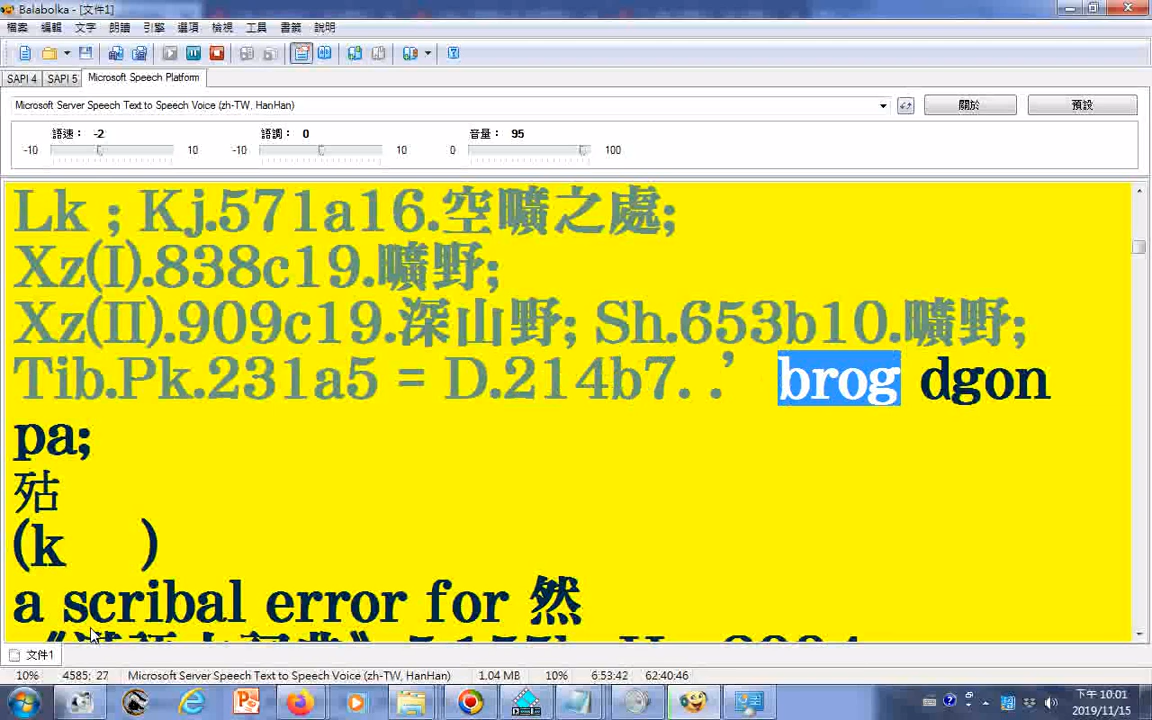 Balabolka - [文件1]
檔案 編輯 文字 朗讀 引擎 選項 檢視 工具 書籤 說明
SAPI 4 SAPI 5 Microsoft Speech Platform
Microsoft Server Speech Text to Speech Voice (zh-TW, HanHan) 關於 預設
語速： -2 語調： 0 音量： 95
-10 10 -10 10 0 100
Lk ; Kj.571a16.空曠之處;
Xz(I).838c19.曠野;
Xz(II).909c19.深山野; Sh.653b10.曠野;
Tib.Pk.231a5 = D.214b7. .’ brog dgon
pa;
㱠
(k )
a scribal error for 然
文件1
10% 4585; 27 Microsoft Server Speech Text to Speech Voice (zh-TW, HanHan) 1.04 MB 10% 6:53:42 62:40:46
下午 10:01
2019/11/15